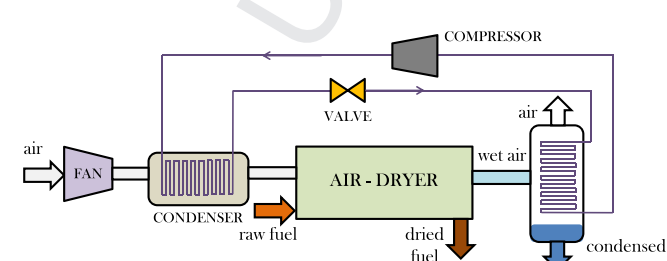 COMPRESSOR
VALVE
air
air
FAN
wet air
AIR - DRYER
CONDENSER
raw fuel
dried
fuel
condensed